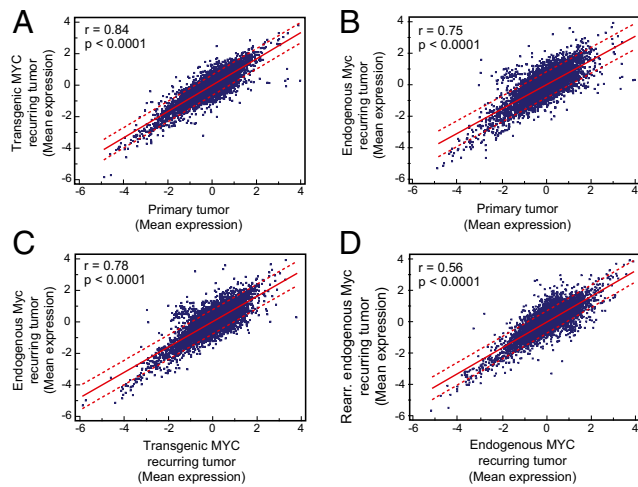 A
r = 0.84
p < 0.0001
Transgenic MYC
recurring tumor
(Mean expression)
4
2
0
-2
-4
-6
-6 -4 -2 0 2 4
Primary tumor
(Mean expression)
B
r = 0.75
p < 0.0001
Endogenous Myc
recurring tumor
(Mean expression)
4
2
0
-2
-4
-6
-6 -4 -2 0 2 4
Primary tumor
(Mean expression)
C
r = 0.78
p < 0.0001
Endogenous Myc
recurring tumor
(Mean expression)
4
2
0
-2
-4
-6
-6 -4 -2 0 2 4
Transgenic MYC
recurring tumor
(Mean expression)
D
r = 0.56
p < 0.0001
Rearr. endogenous Myc
recurring tumor
(Mean expression)
4
2
0
-2
-4
-6
-6 -4 -2 0 2 4
Endogenous MYC
recurring tumor
(Mean expression)